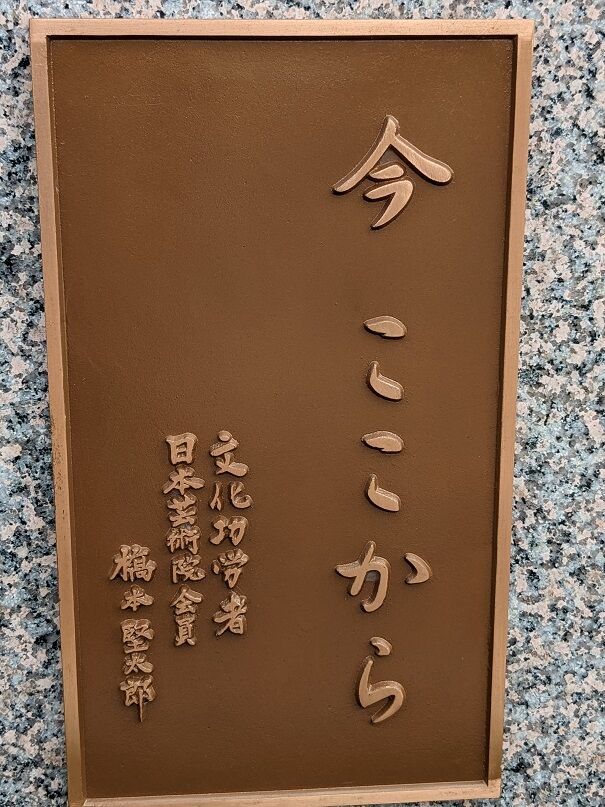 今 ここから
文化功労者
日本芸術院会員
橋本堅太郎